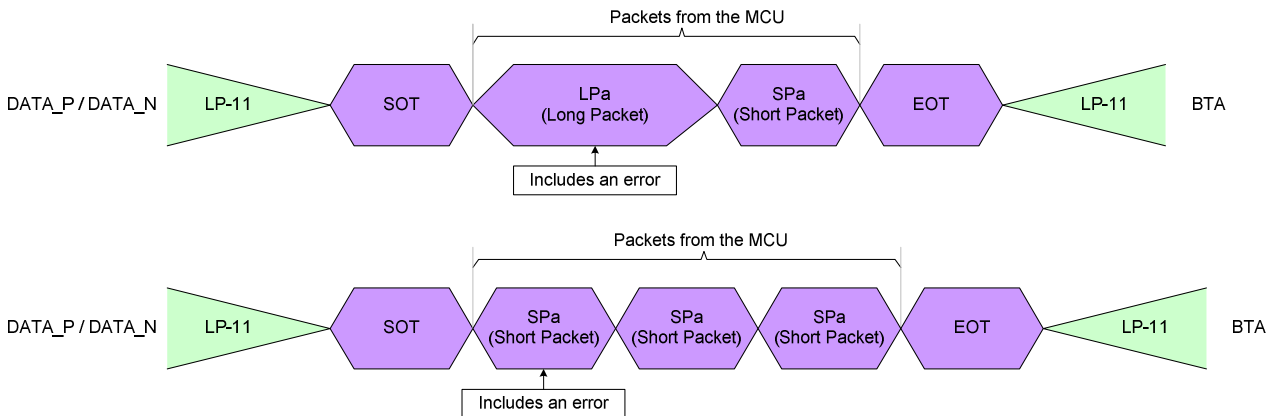 Packets from the MCU
DATA_P / DATA_N
LP-11
SOT
LPa
(Long Packet)
SPa
(Short Packet)
EOT
LP-11
BTA
Includes an error
Packets from the MCU
DATA_P / DATA_N
LP-11
SOT
SPa
(Short Packet)
SPa
(Short Packet)
SPa
(Short Packet)
EOT
LP-11
BTA
Includes an error